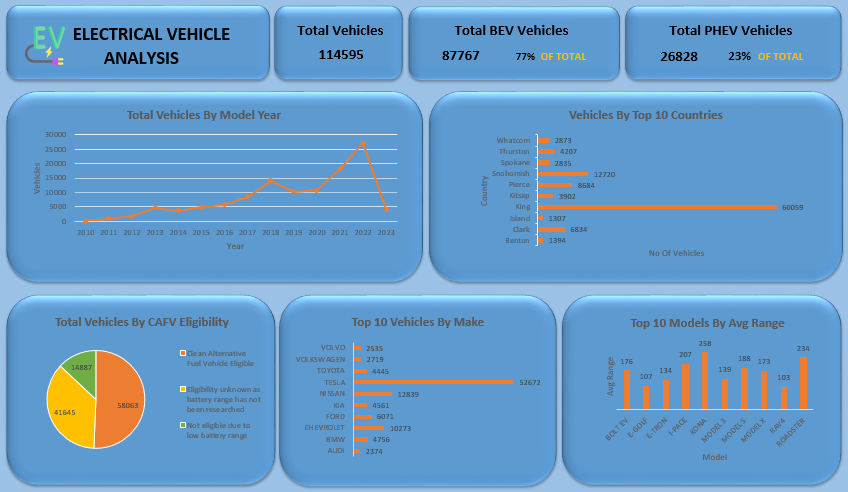 EV ELECTRICAL VEHICLE
ANALYSIS
Total Vehicles
114595
Total BEV Vehicles
87767 77% OF TOTAL
Total PHEV Vehicles
26828 23% OF TOTAL
Total Vehicles By Model Year
Vehicles
30000
25000
20000
15000
10000
5000
0
2010 2011 2012 2013 2014 2015 2016 2017 2018 2019 2020 2021 2022 2023
Year
Vehicles By Top 10 Countries
Country
Whatcom 2873
Thurston 4207
Spokane 2835
Snohomish 12720
Pierce 8684
Kitsap 3902
King 60059
Island 1307
Clark 6834
Benton 1394
No Of Vehicles
Total Vehicles By CAFV Eligibility
14887
41645
58063
Clean Alternative
Fuel Vehicle Eligible
Eligibility unknown as
battery range has not
been researched
Not eligible due to
low battery range
Top 10 Vehicles By Make
VOLVO 2535
VOLKSWAGEN 2719
TOYOTA 4445
TESLA 52672
NISSAN 12839
KIA 4561
FORD 6071
CHEVROLET 10273
BMW 4756
AUDI 2374
Top 10 Models By Avg Range
Avg Range
176 107 134 207 258 139 188 173 103 234
BOLT EV E-GOLF E-TRON I-PACE KONA MODEL 3 MODEL S MODEL X RAV4 ROADSTER
Model